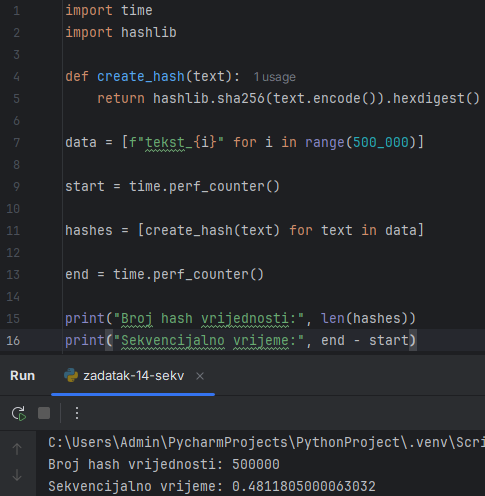 1 import time
2 import hashlib
3
4 def create_hash(text): 1 usage
5     return hashlib.sha256(text.encode()).hexdigest()
6
7 data = [f"tekst_{i}" for i in range(500_000)]
8
9 start = time.perf_counter()
10
11 hashes = [create_hash(text) for text in data]
12
13 end = time.perf_counter()
14
15 print("Broj hash vrijednosti:", len(hashes))
16 print("Sekvencijalno vrijeme:", end - start)
Run zadatak-14-sekv ×
C:\Users\Admin\PycharmProjects\PythonProject\.venv\Scri
Broj hash vrijednosti: 500000
Sekvencijalno vrijeme: 0.4811805000063032